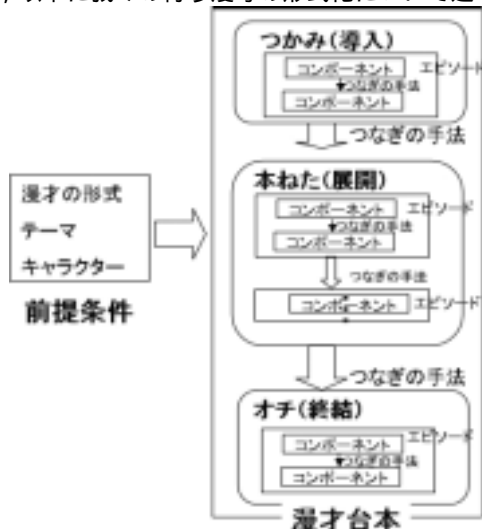 つかみ(導入)
コンポーネント
エピソード
つなぎの手法
コンポーネント
つなぎの手法
漫才の形式
テーマ
キャラクター
前提条件
本ねた(展開)
コンポーネント
エピソード
つなぎの手法
コンポーネント
つなぎの手法
コンポーネント
エピソード
つなぎの手法
オチ(終結)
コンポーネント
エピソード
つなぎの手法
コンポーネント
漫才台本